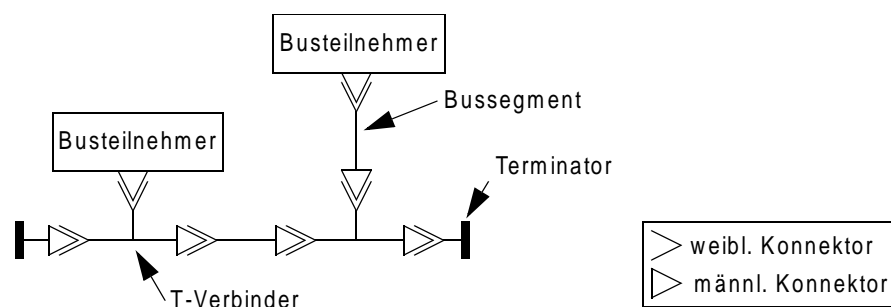 Busteilnehmer
Bussegment
Busteilnehmer
Terminator
T-Verbinder
weibl. Konnektor
männl. Konnektor